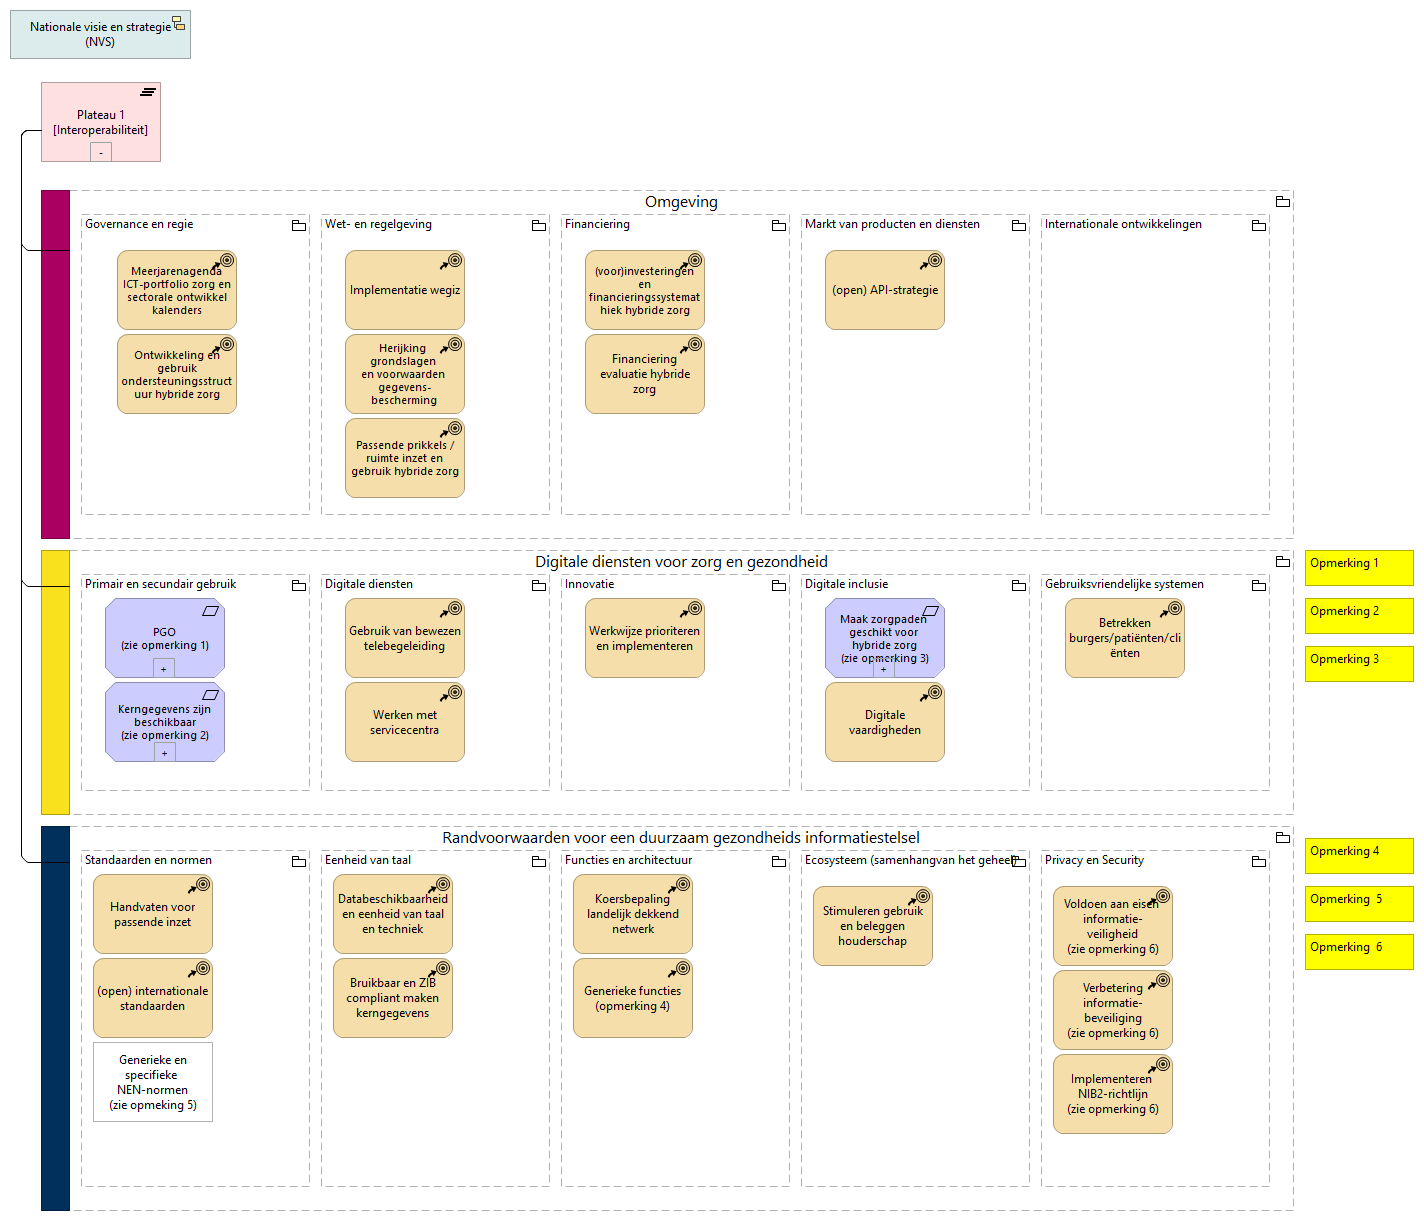 Nationale visie en strategie
(NVS)
Plateau 1
[Interoperabiliteit]
-
Omgeving
Governance en regie
Meerjarenagenda
ICT-portfolio zorg en
sectorale ontwikkel
kalenders
Ontwikkeling en
gebruik
ondersteuningsstruct
uur hybride zorg
Wet- en regelgeving
Implementatie wegiz
Herijking
grondslagen
en voorwaarden
gegevens-
bescherming
Passende prikkels /
ruimte inzet en
gebruik hybride zorg
Financiering
(voor)investeringen
en
financieringssystemat
hiek hybride zorg
Financiering
evaluatie hybride
zorg
Markt van producten en diensten
(open) API-strategie
Internationale ontwikkelingen
Digitale diensten voor zorg en gezondheid
Primair en secundair gebruik
PGO
(zie opmerking 1)
+
Kerngegevens zijn
beschikbaar
(zie opmerking 2)
+
Digitale diensten
Gebruik van bewezen
telebegeleiding
Werken met
servicecentra
Innovatie
Werkwijze prioriteren
en implementeren
Digitale inclusie
Maak zorgpaden
geschikt voor
hybride zorg
(zie opmerking 3)
+
Digitale
vaardigheden
Gebruiksvriendelijke systemen
Betrekken
burgers/patiënten/cli
ënten
Opmerking 1
Opmerking 2
Opmerking 3
Randvoorwaarden voor een duurzaam gezondheids informatiestelsel
Standaarden en normen
Handvaten voor
passende inzet
(open) internationale
standaarden
Generieke en
specifieke
NEN-normen
(zie opmeking 5)
Eenheid van taal
Databeschikbaarheid
en eenheid van taal
en techniek
Bruikbaar en ZIB
compliant maken
kerngegevens
Functies en architectuur
Koersbepaling
landelijk dekkend
netwerk
Generieke functies
(opmerking 4)
Ecosysteem (samenhangvan het geheel)
Stimuleren gebruik
en beleggen
houderschap
Privacy en Security
Voldoen aan eisen
informatie-
veiligheid
(zie opmerking 6)
Verbetering
informatie-
beveiliging
(zie opmerking 6)
Implementeren
NIB2-richtlijn
(zie opmerking 6)
Opmerking 4
Opmerking  5
Opmerking  6